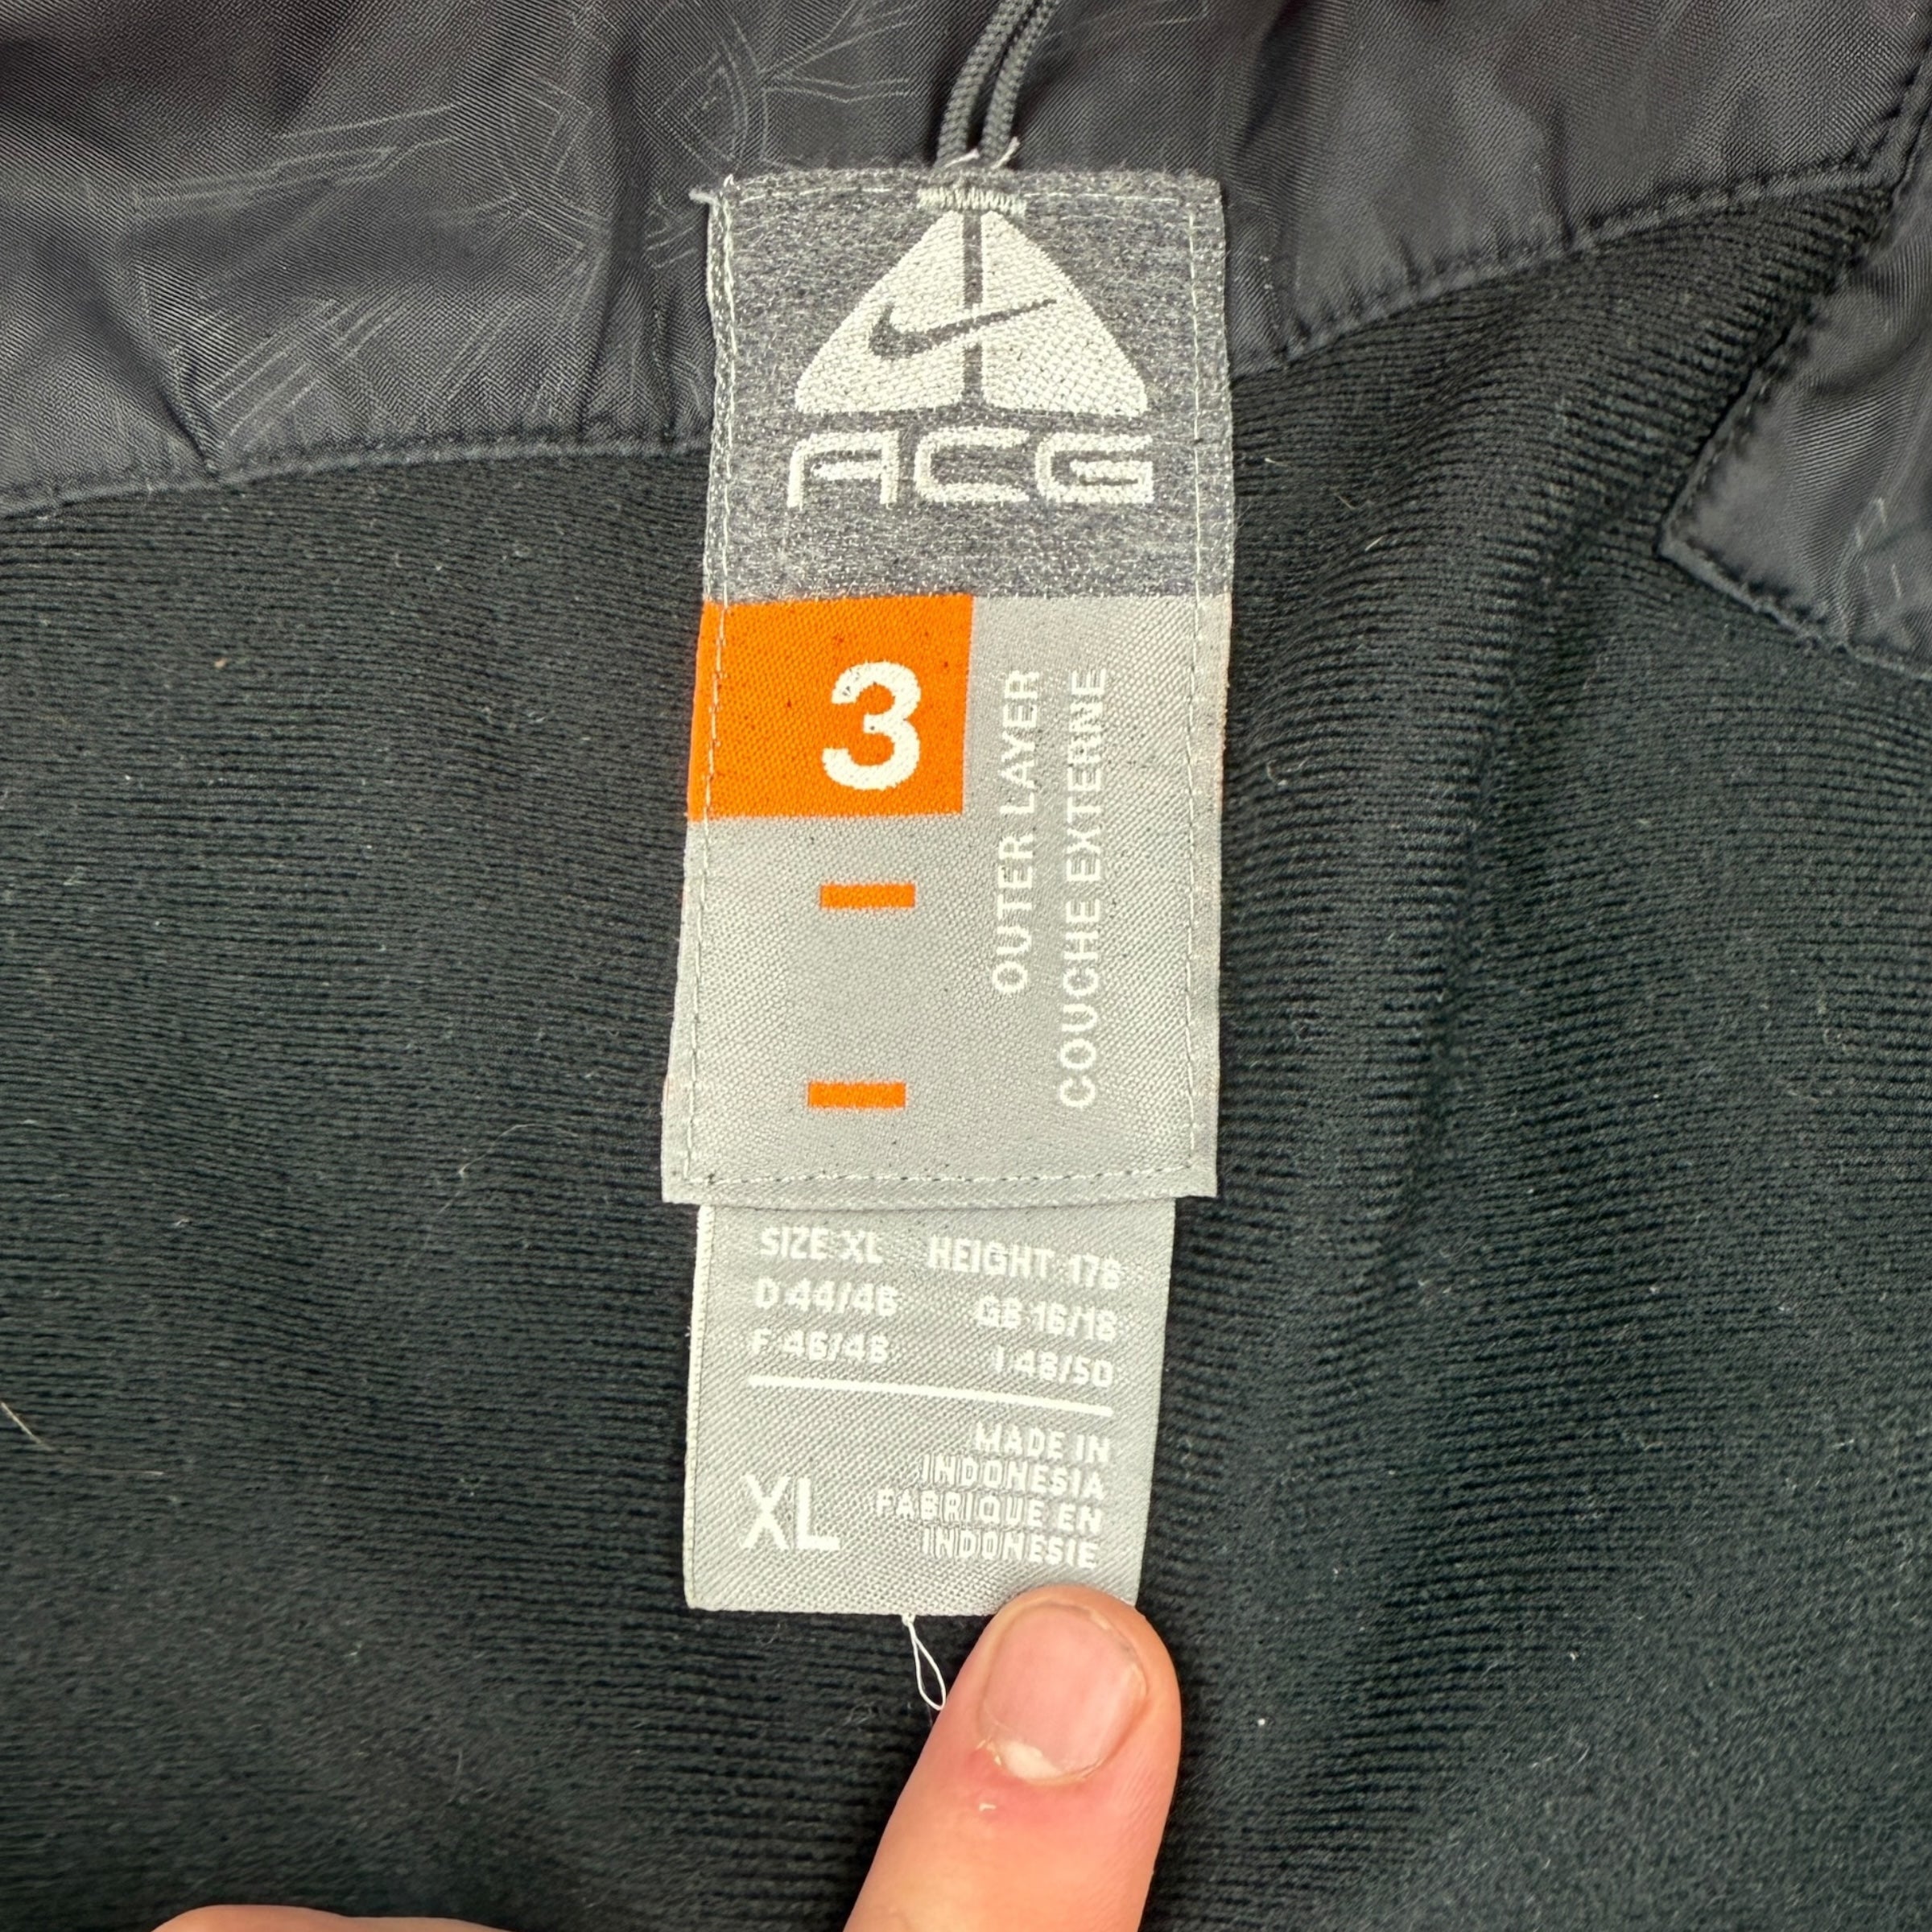 ACG
3
OUTER LAYER
COUCHE EXTERNE
SIZE XL HEIGHT 178
D 44/46 GB 16/18
F 46/48 I 48/50
MADE IN
INDONESIA
FABRIQUE EN
INDONESIE
XL